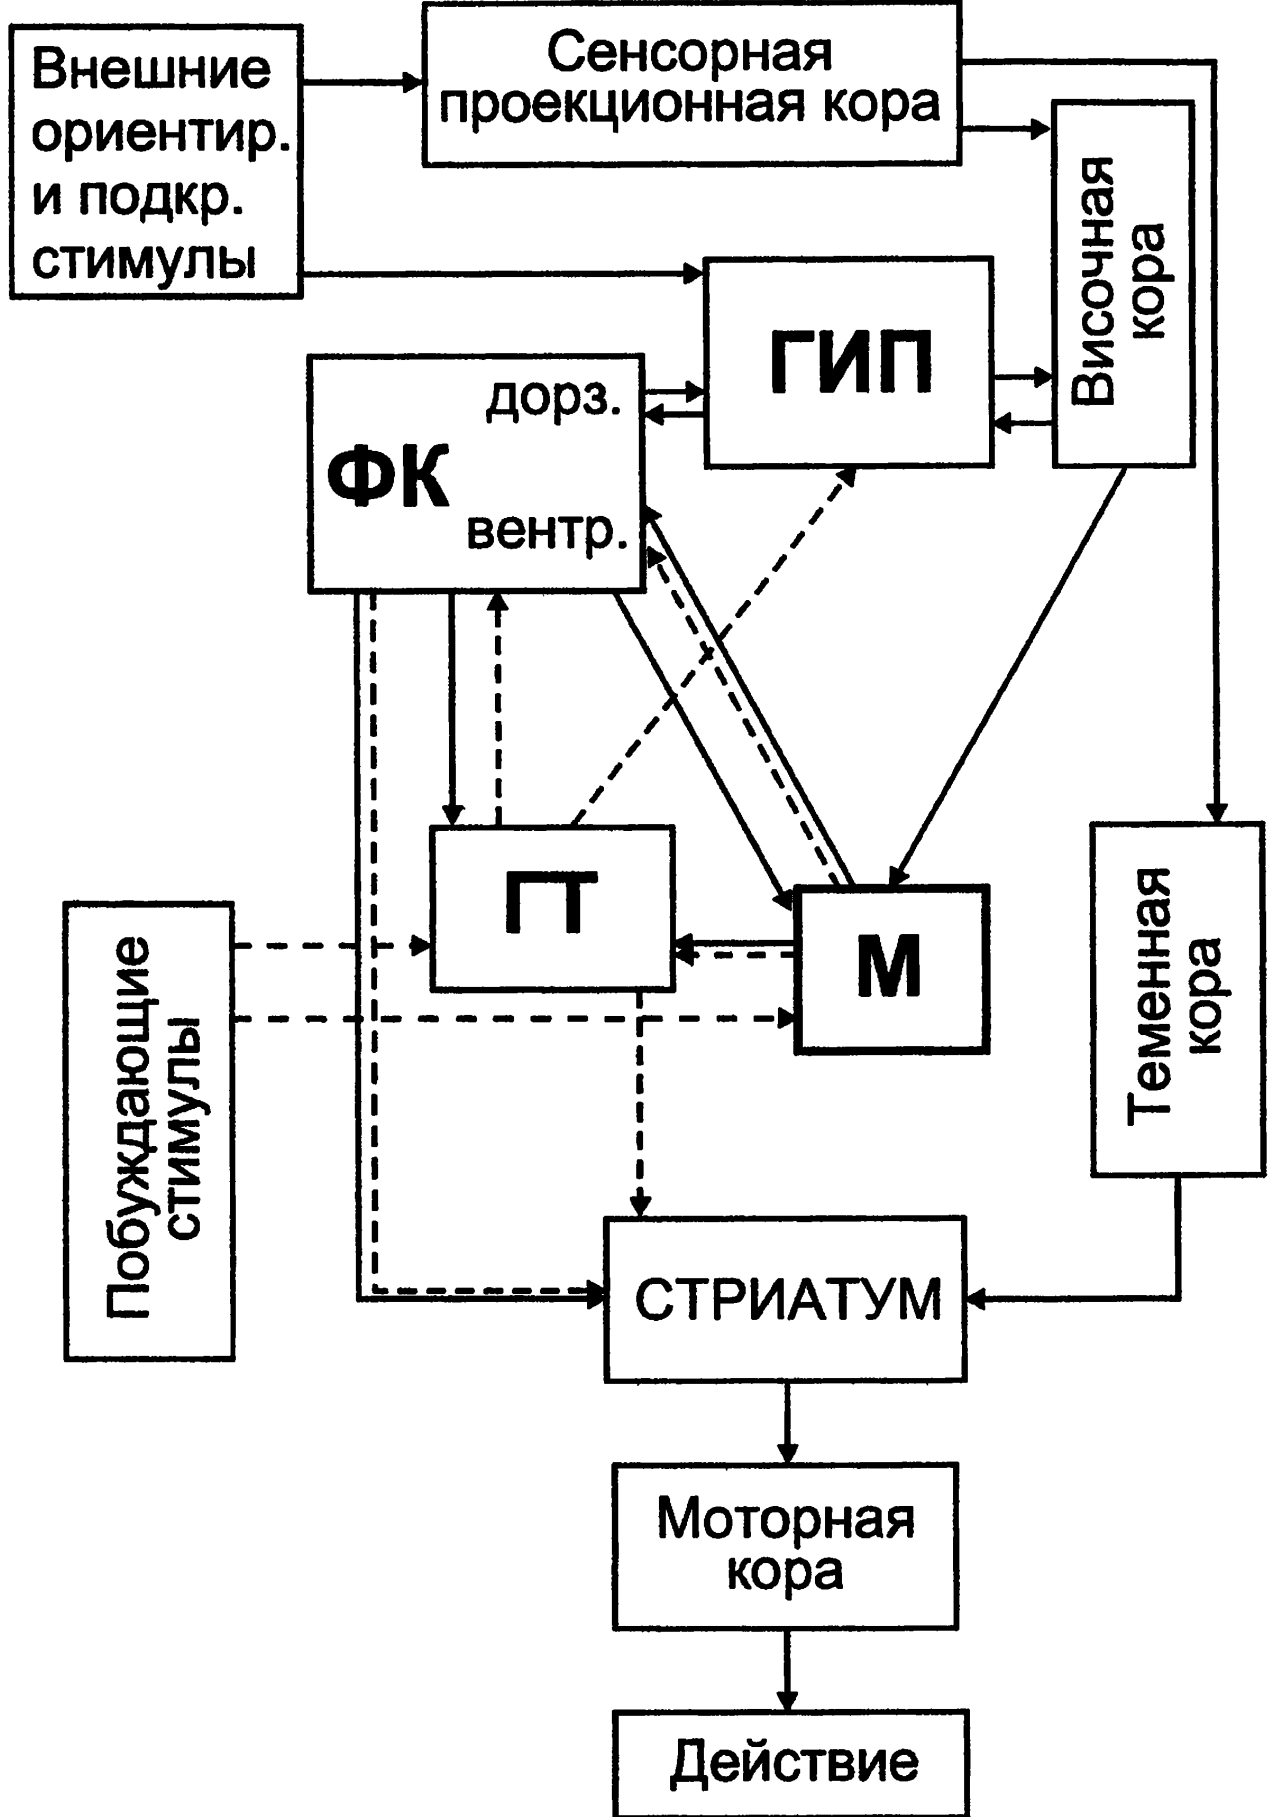 Внешние
ориентир.
и подкр.
стимулы
Сенсорная
проекционная кора
Височная
кора
ГИП
дорз.
ФК
вентр.
ГТ
М
Теменная
кора
Побуждающие
стимулы
СТРИАТУМ
Моторная
кора
Действие